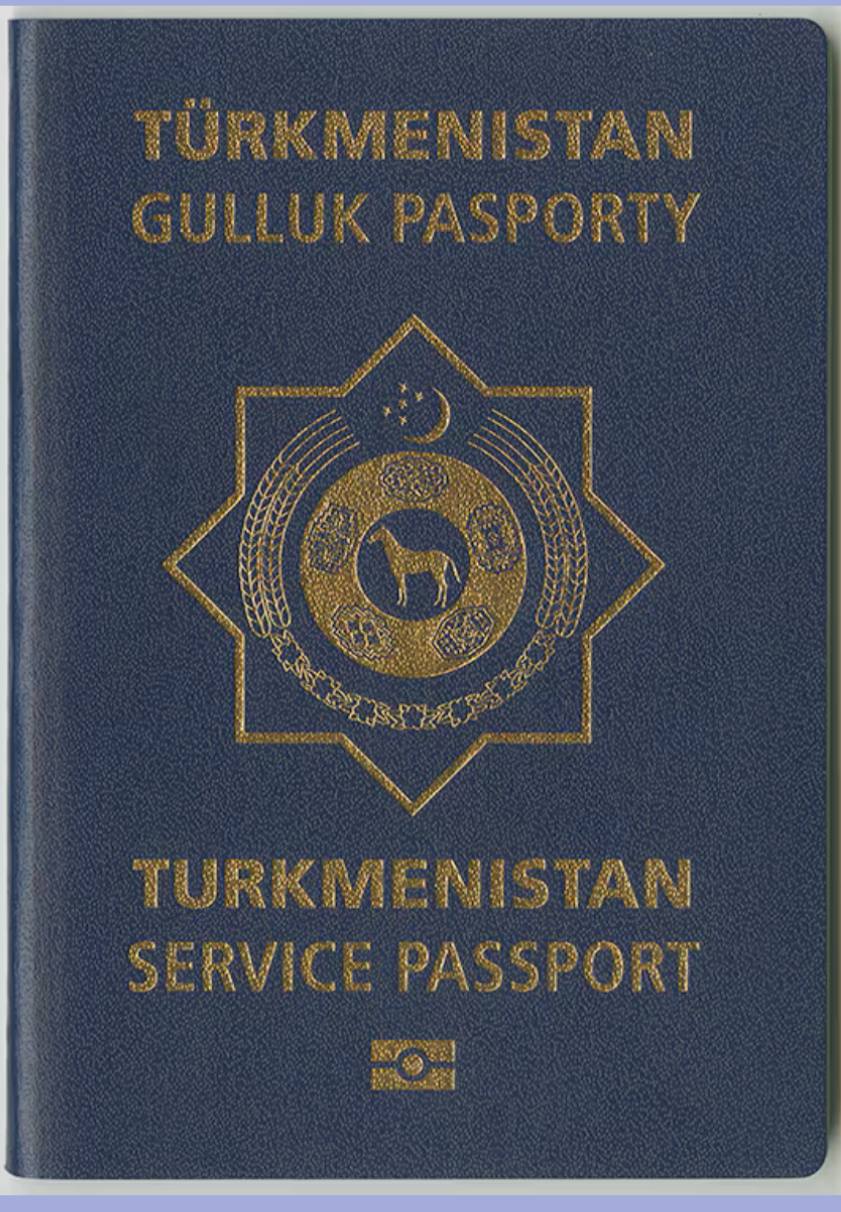 TÜRKMENISTAN
GULLUK PASPORTY
TURKMENISTAN
SERVICE PASSPORT